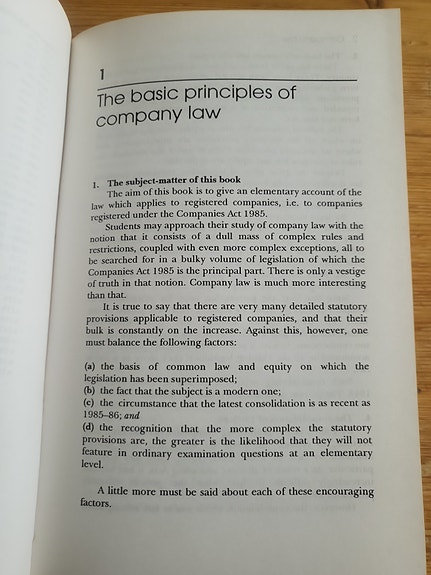 1
The basic principles of
company law
1. The subject-matter of this book
The aim of this book is to give an elementary account of the
law which applies to registered companies, i.e. to companies
registered under the Companies Act 1985.
Students may approach their study of company law with the
notion that it consists of a dull mass of complex rules and
restrictions, coupled with even more complex exceptions, all to
be searched for in a bulky volume of legislation of which the
Companies Act 1985 is the principal part. There is only a vestige
of truth in that notion. Company law is much more interesting
than that.
It is true to say that there are very many detailed statutory
provisions applicable to registered companies, and that their
bulk is constantly on the increase. Against this, however, one
must balance the following factors:
(a) the basis of common law and equity on which the
legislation has been superimposed;
(b) the fact that the subject is a modern one;
(c) the circumstance that the latest consolidation is as recent as
1985–86; and
(d) the recognition that the more complex the statutory
provisions are, the greater is the likelihood that they will not
feature in ordinary examination questions at an elementary
level.
A little more must be said about each of these encouraging
factors.